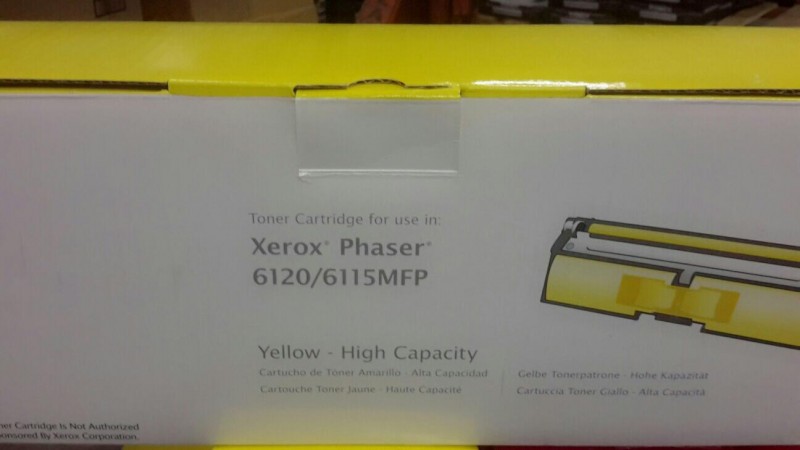 Toner Cartridge for use in:
Xerox® Phaser®
6120/6115MFP
Yellow - High Capacity
Cartucho de Toner Amarillo - Alta Capacidad
Cartouche Toner Jaune - Haute Capacité
Gelbe Tonerpatrone - Hohe Kapazität
Cartuccia Toner Giallo - Alta Capacità
ner Cartridge Is Not Authorized
onsored By Xerox Corporation.